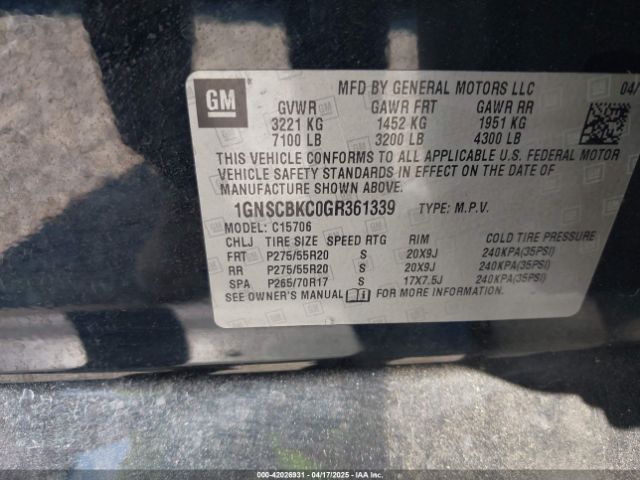 GM
MFD BY GENERAL MOTORS LLC 04/
GVWR GAWR FRT GAWR RR
3221 KG 1452 KG 1951 KG
7100 LB 3200 LB 4300 LB
THIS VEHICLE CONFORMS TO ALL APPLICABLE U.S. FEDERAL MOTOR
VEHICLE SAFETY STANDARDS IN EFFECT ON THE DATE OF
MANUFACTURE SHOWN ABOVE.
1GNSCBKC0GR361339 TYPE: M.P.V.
MODEL: C15706
CHLJ TIRE SIZE SPEED RTG RIM COLD TIRE PRESSURE
FRT P275/55R20 S 20X9J 240KPA(35PSI)
RR P275/55R20 S 20X9J 240KPA(35PSI)
SPA P265/70R17 S 17X7.5J 240KPA(35PSI)
SEE OWNER'S MANUAL FOR MORE INFORMATION.
000-42026931 - 04/17/2025 - IAAI.COM